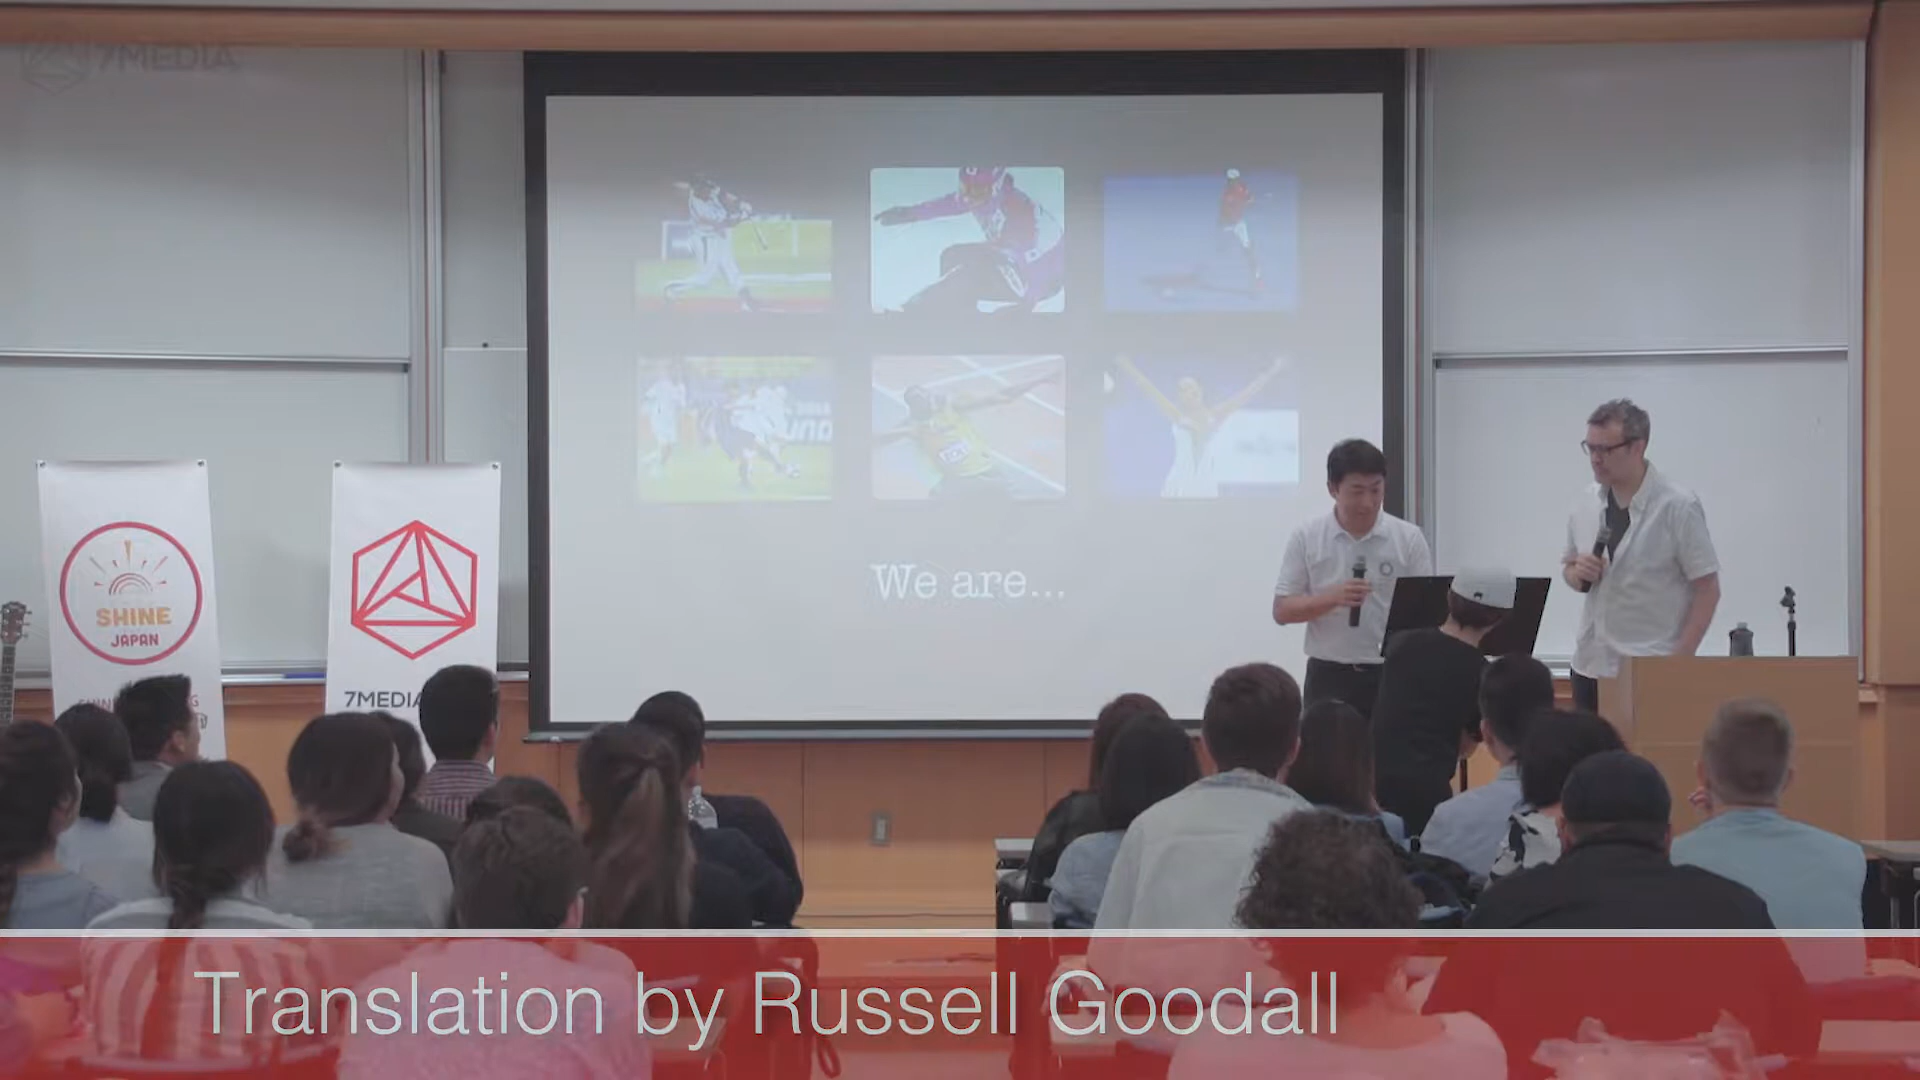 7MEDIA
We are...
SHINE
JAPAN
7MEDIA
Translation by Russell Goodall